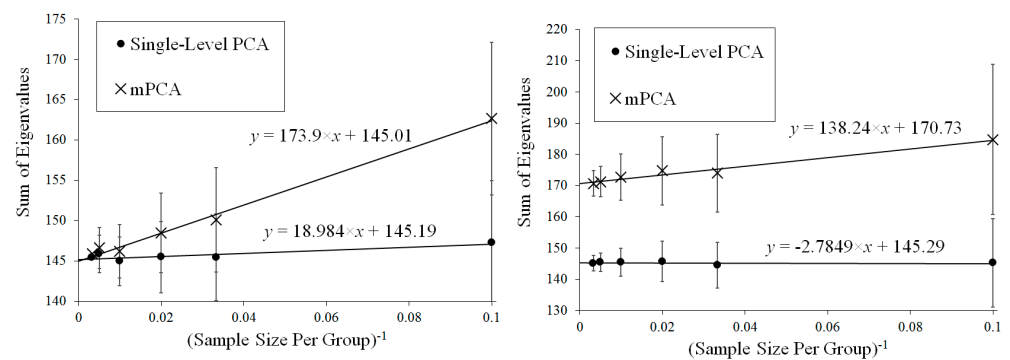 175
170
165
160
155
150
145
140
Sum of Eigenvalues
Single-Level PCA
mPCA
y = 173.9×x + 145.01
y = 18.984×x + 145.19
0 0.02 0.04 0.06 0.08 0.1
(Sample Size Per Group)-1
220
210
200
190
180
170
160
150
140
130
Sum of Eigenvalues
Single-Level PCA
mPCA
y = 138.24×x + 170.73
y = -2.7849×x + 145.29
0 0.02 0.04 0.06 0.08 0.1
(Sample Size Per Group)-1